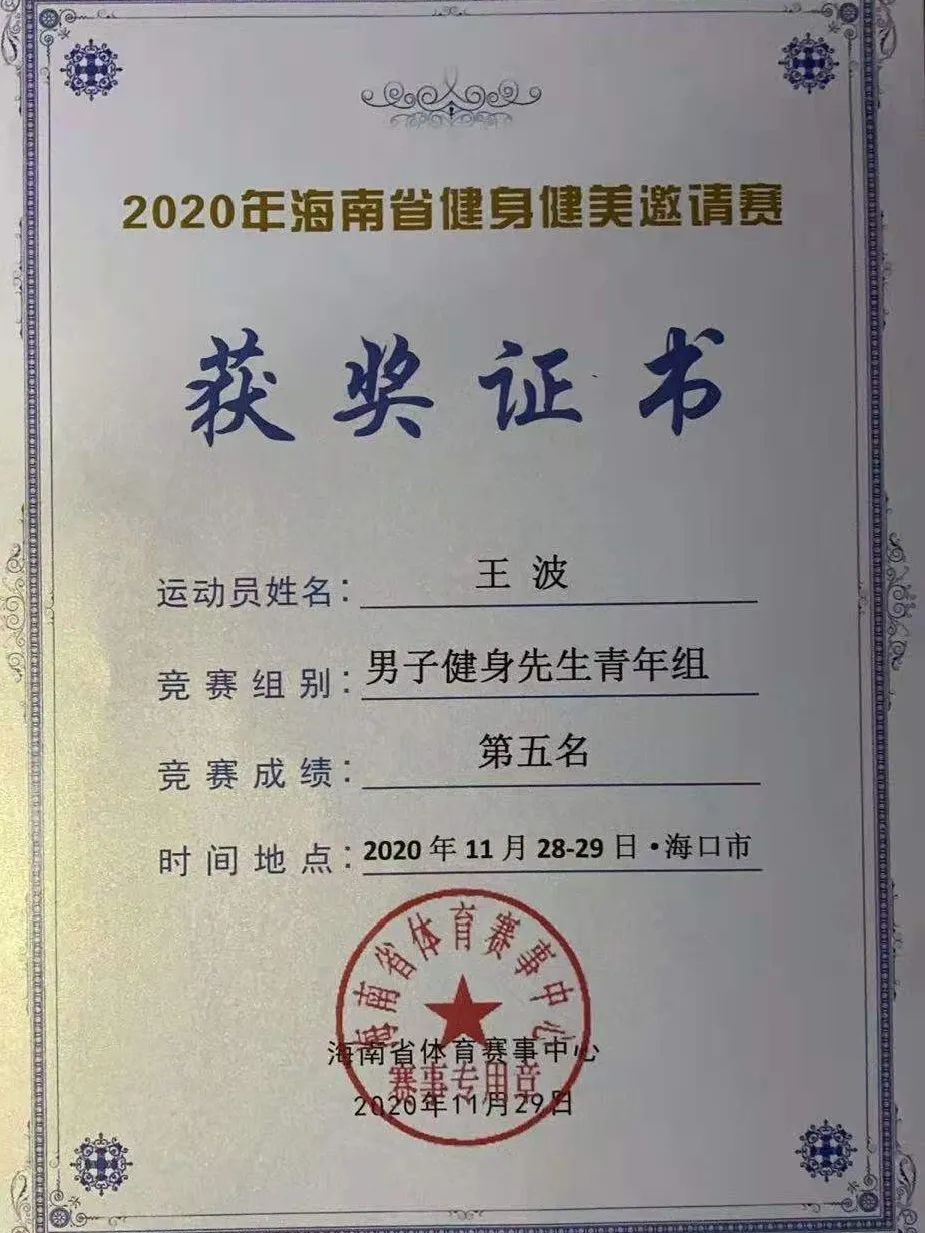 2020年海南省健身健美邀请赛
获奖证书
运动员姓名：王波
竞赛组别：男子健身先生青年组
竞赛成绩：第五名
时间地点：2020年11月28-29日·海口市
海南省体育赛事中心
海南省体育赛事中心
赛事专用章
2020年11月29日